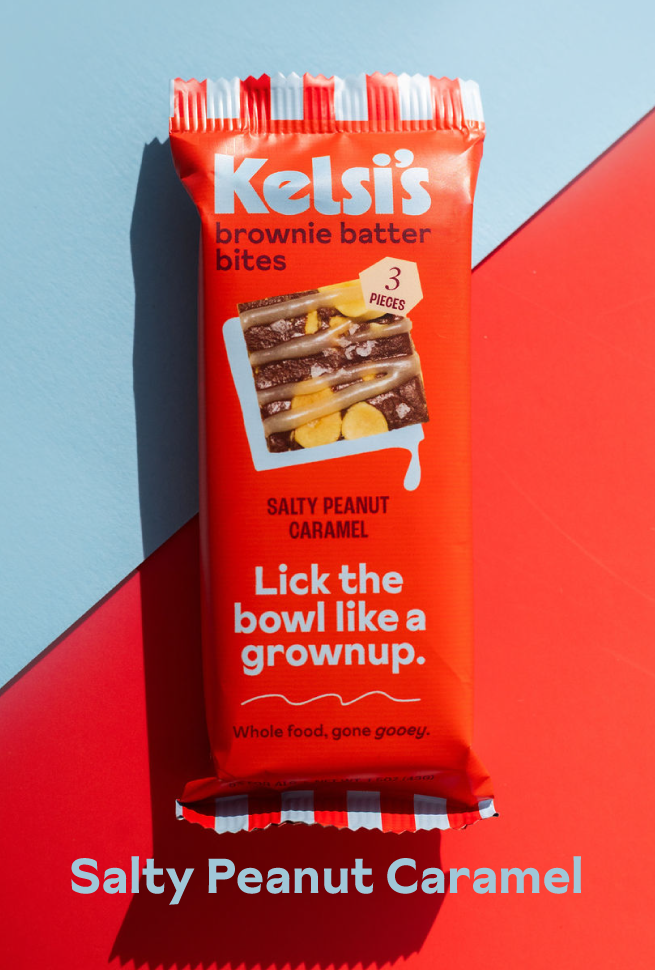 Kelsi's
brownie batter
bites
3
PIECES
SALTY PEANUT
CARAMEL
Lick the
bowl like a
grownup.
Whole food, gone gooey.
Salty Peanut Caramel